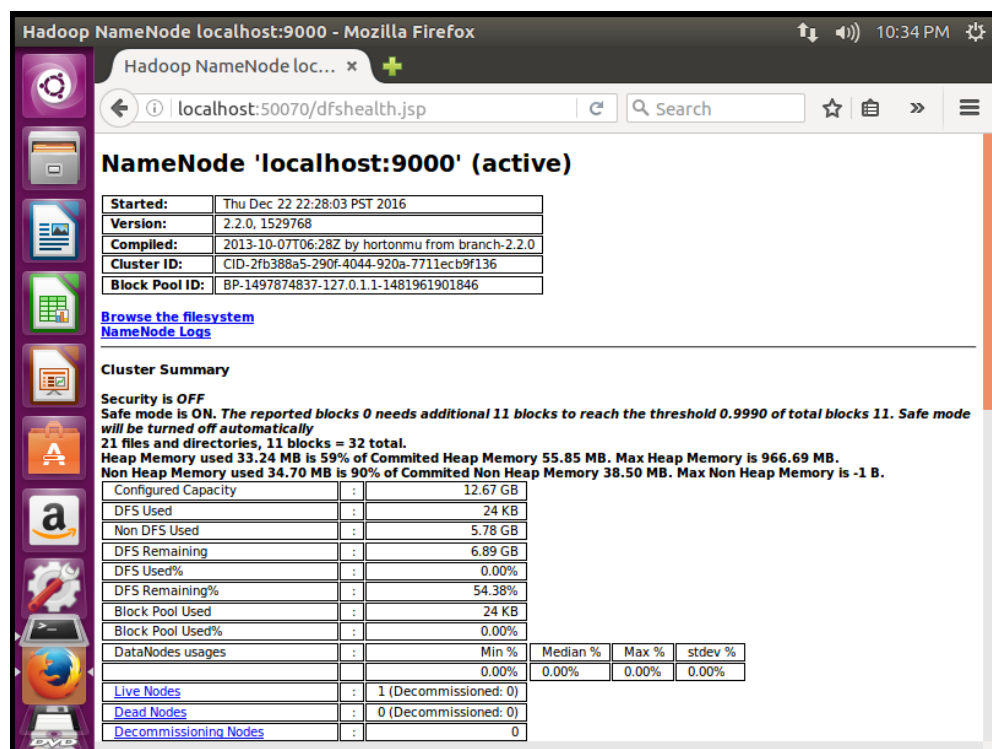 Hadoop NameNode localhost:9000 - Mozilla Firefox 10:34 PM
Hadoop NameNode loc... ×
localhost:50070/dfshealth.jsp Search
NameNode 'localhost:9000' (active)
Started: Thu Dec 22 22:28:03 PST 2016
Version: 2.2.0, 1529768
Compiled: 2013-10-07T06:28Z by hortonmu from branch-2.2.0
Cluster ID: CID-2fb388a5-290f-4044-920a-7711ecb9f136
Block Pool ID: BP-1497874837-127.0.1.1-1481961901846
Browse the filesystem
NameNode Logs
Cluster Summary
Security is OFF
Safe mode is ON. The reported blocks 0 needs additional 11 blocks to reach the threshold 0.9990 of total blocks 11. Safe mode
will be turned off automatically
21 files and directories, 11 blocks = 32 total.
Heap Memory used 33.24 MB is 59% of Commited Heap Memory 55.85 MB. Max Heap Memory is 966.69 MB.
Non Heap Memory used 34.70 MB is 90% of Commited Non Heap Memory 38.50 MB. Max Non Heap Memory is -1 B.
Configured Capacity : 12.67 GB
DFS Used : 24 KB
Non DFS Used : 5.78 GB
DFS Remaining : 6.89 GB
DFS Used% : 0.00%
DFS Remaining% : 54.38%
Block Pool Used : 24 KB
Block Pool Used% : 0.00%
DataNodes usages : Min % Median % Max % stdev %
0.00% 0.00% 0.00% 0.00%
Live Nodes : 1 (Decommissioned: 0)
Dead Nodes : 0 (Decommissioned: 0)
Decommissioning Nodes : 0
DVD